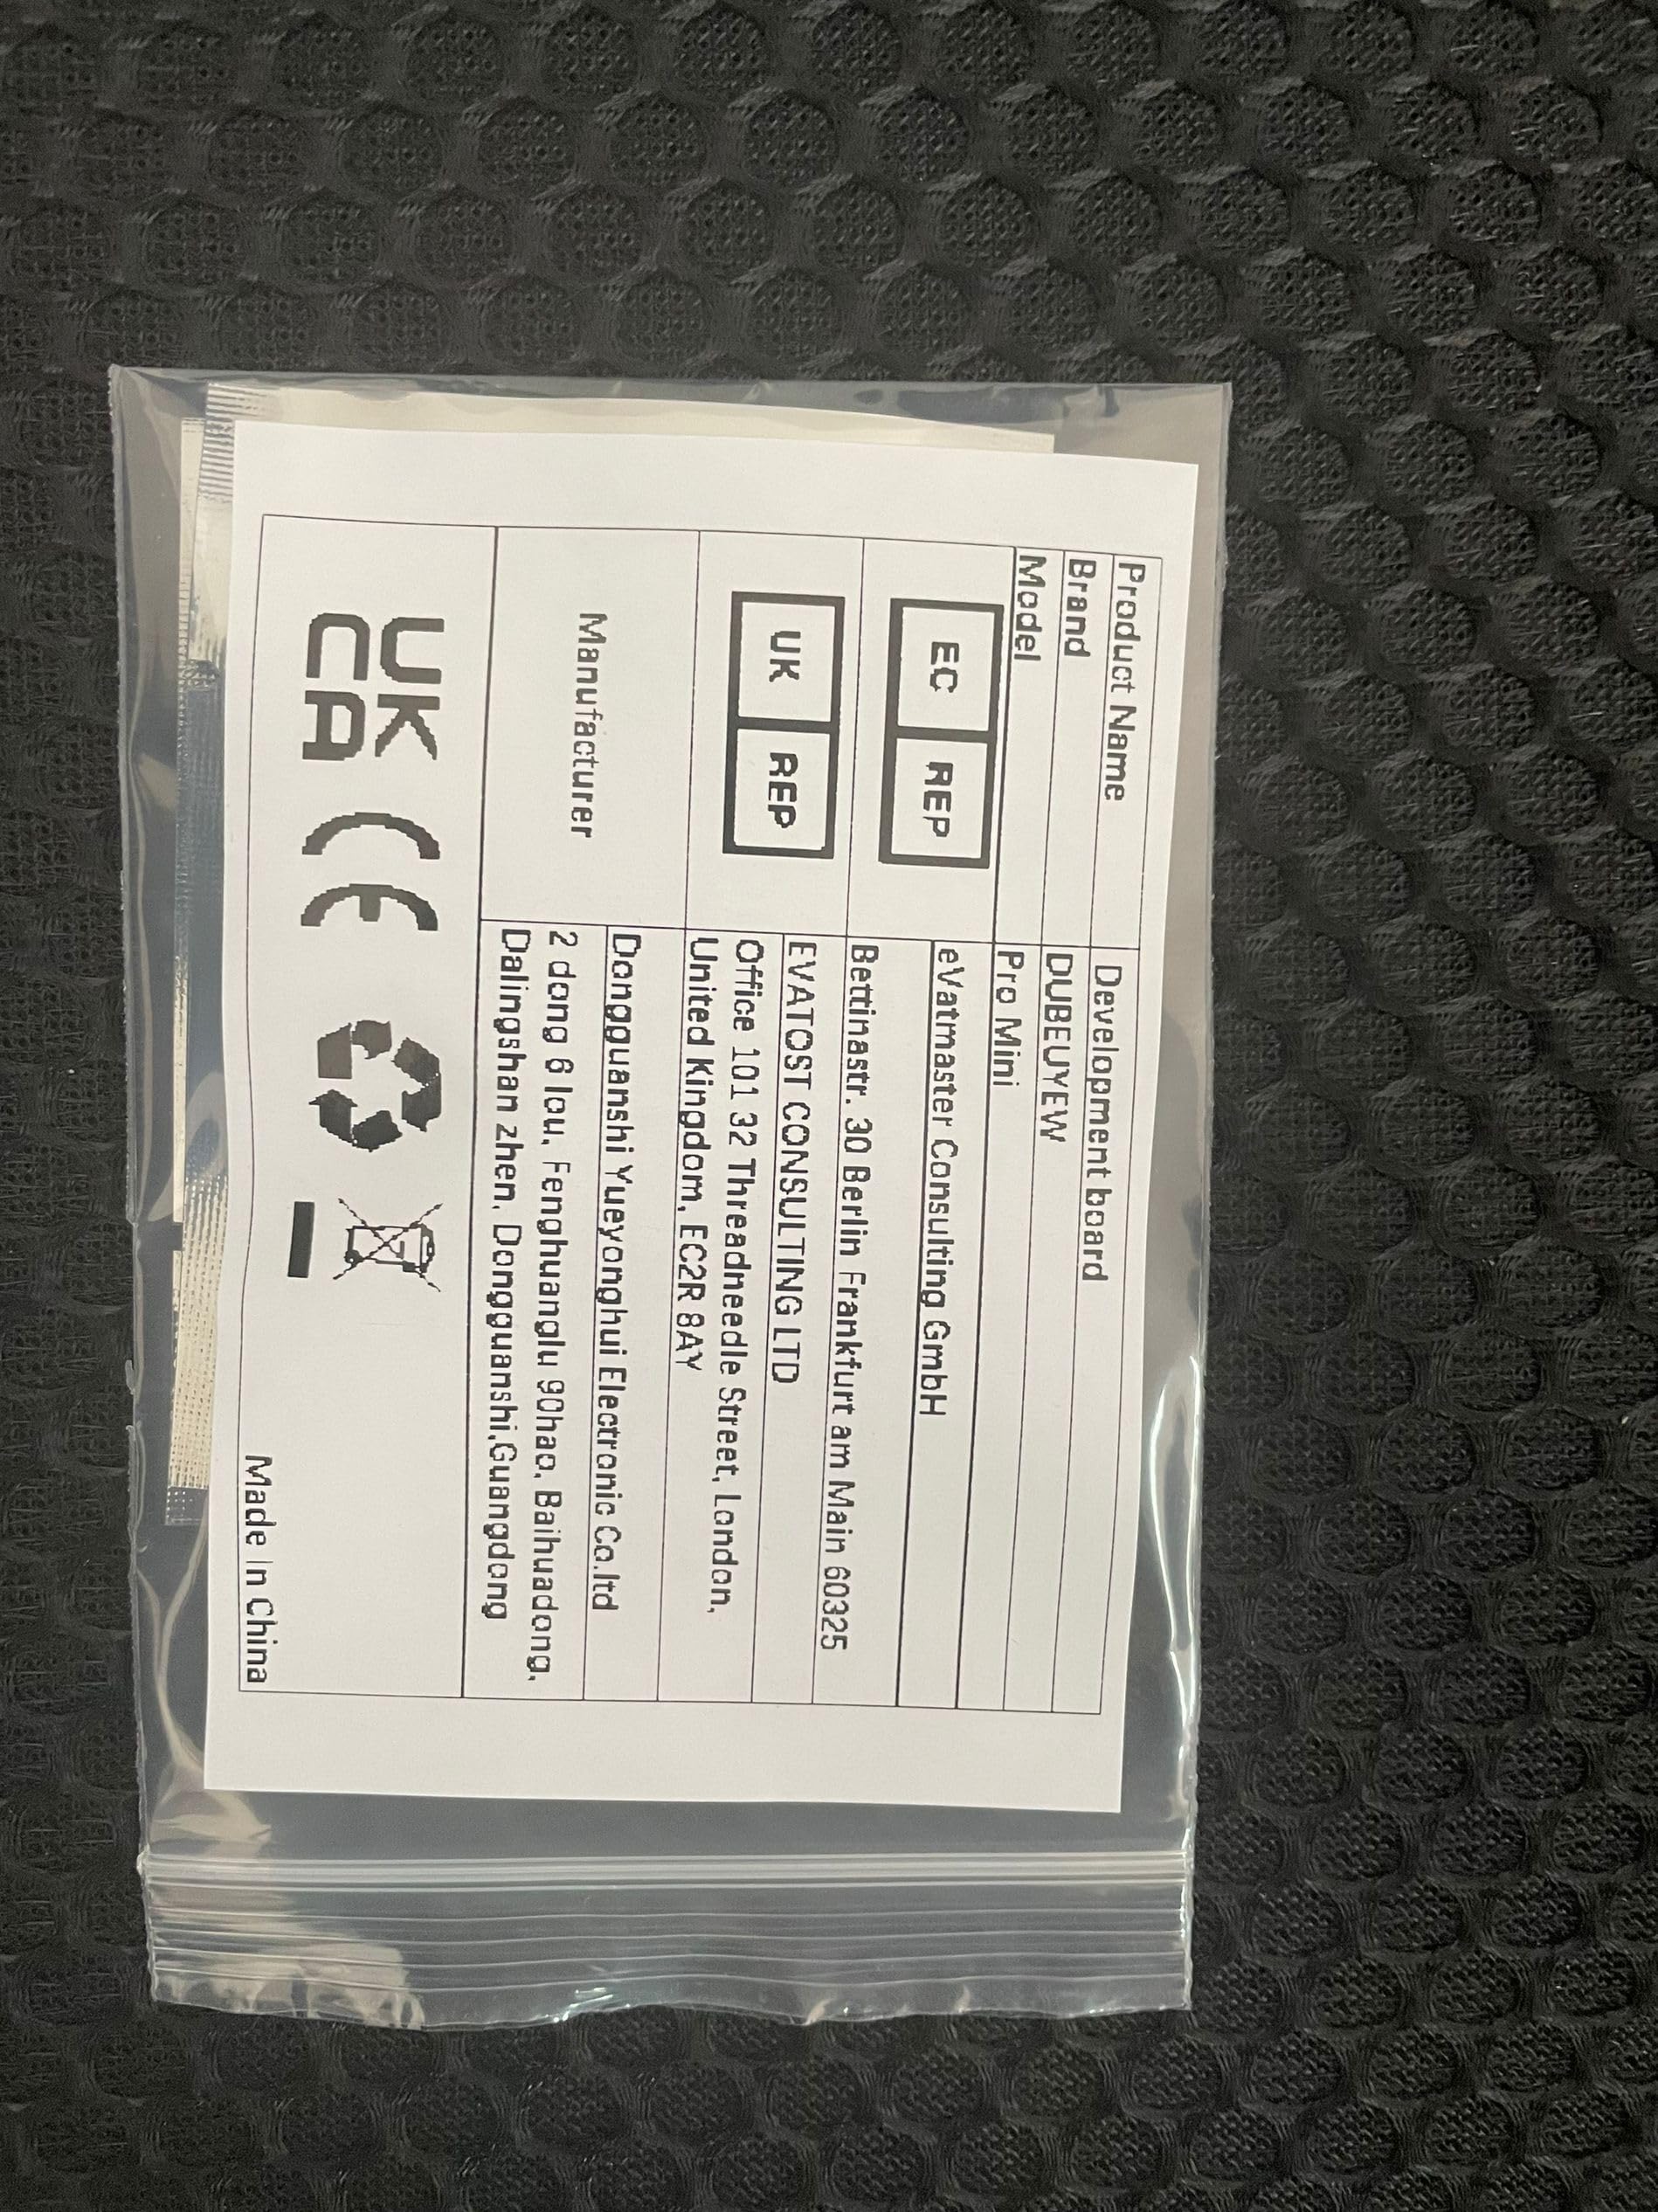 Product Name Development board
Brand DUBEUYEW
Model Pro Mini
EC REP
eVatmaster Consulting GmbH
Bettinastr. 30 Berlin Frankfurt am Main 60325
UK REP
EVATOST CONSULTING LTD
Office 101 32 Threadneedle Street, London,
United Kingdom, EC2R 8AY
Manufacturer
Dongguanshi Yueyonghui Electronic Co.ltd
2 dong 6 lou, Fenghuanglu 90hao, Baihuadong,
Dalingshan zhen, Dongguanshi,Guangdong
UK
CA CE
Made In China